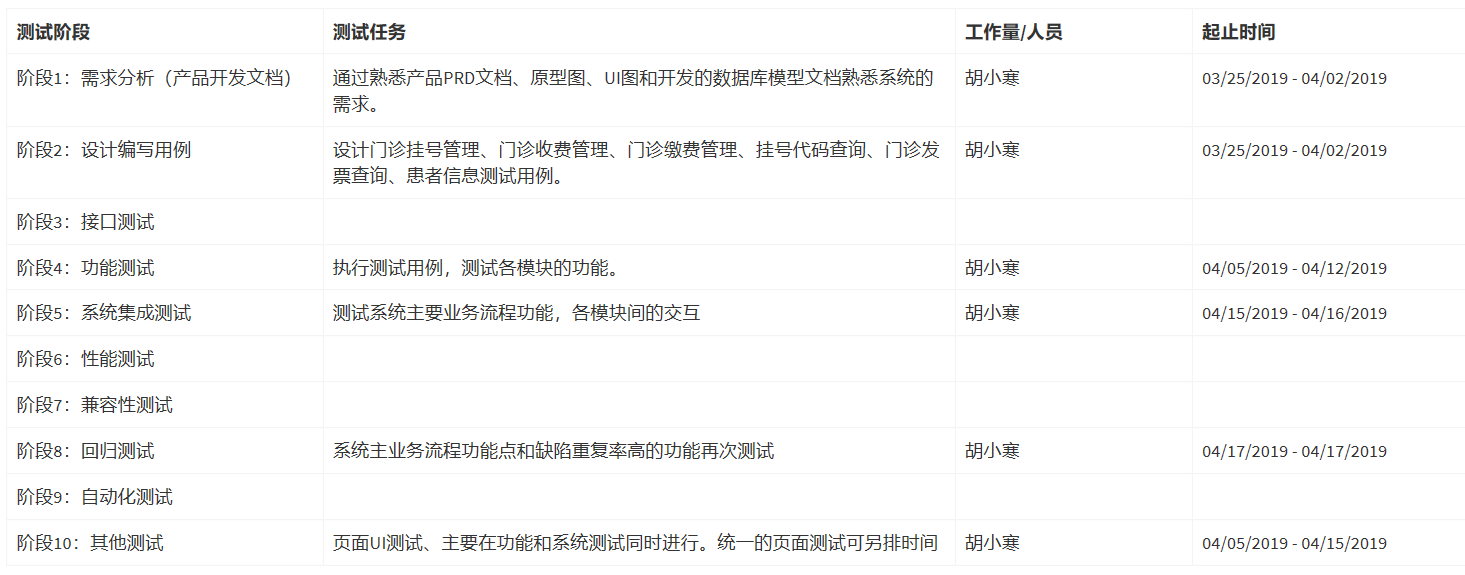 测试阶段 测试任务 工作量/人员 起止时间
阶段1：需求分析（产品开发文档） 通过熟悉产品PRD文档、原型图、UI图和开发的数据库模型文档熟悉系统的 胡小寒 03/25/2019 - 04/02/2019
需求。
阶段2：设计编写用例 设计门诊挂号管理、门诊收费管理、门诊缴费管理、挂号代码查询、门诊发 胡小寒 03/25/2019 - 04/02/2019
票查询、患者信息测试用例。
阶段3：接口测试
阶段4：功能测试 执行测试用例，测试各模块的功能。 胡小寒 04/05/2019 - 04/12/2019
阶段5：系统集成测试 测试系统主要业务流程功能，各模块间的交互 胡小寒 04/15/2019 - 04/16/2019
阶段6：性能测试
阶段7：兼容性测试
阶段8：回归测试 系统主业务流程功能点和缺陷重复率高的功能再次测试 胡小寒 04/17/2019 - 04/17/2019
阶段9：自动化测试
阶段10：其他测试 页面UI测试、主要在功能和系统测试同时进行。统一的页面测试可另排时间 胡小寒 04/05/2019 - 04/15/2019